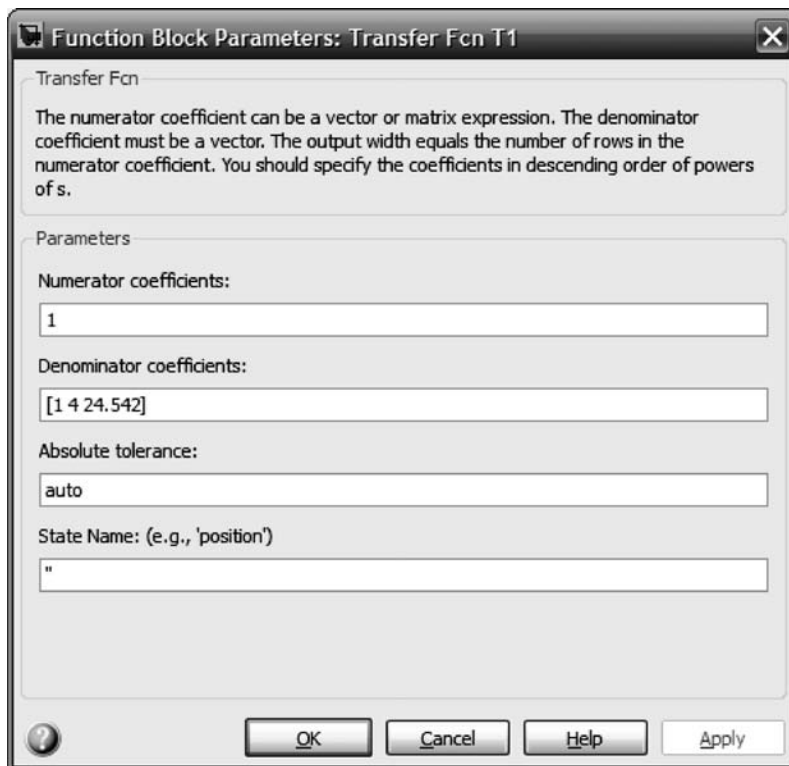 Function Block Parameters: Transfer Fcn T1
Transfer Fcn
The numerator coefficient can be a vector or matrix expression. The denominator
coefficient must be a vector. The output width equals the number of rows in the
numerator coefficient. You should specify the coefficients in descending order of powers
of s.
Parameters
Numerator coefficients:
1
Denominator coefficients:
[1 4 24.542]
Absolute tolerance:
auto
State Name: (e.g., 'position')
''
OK
Cancel
Help
Apply